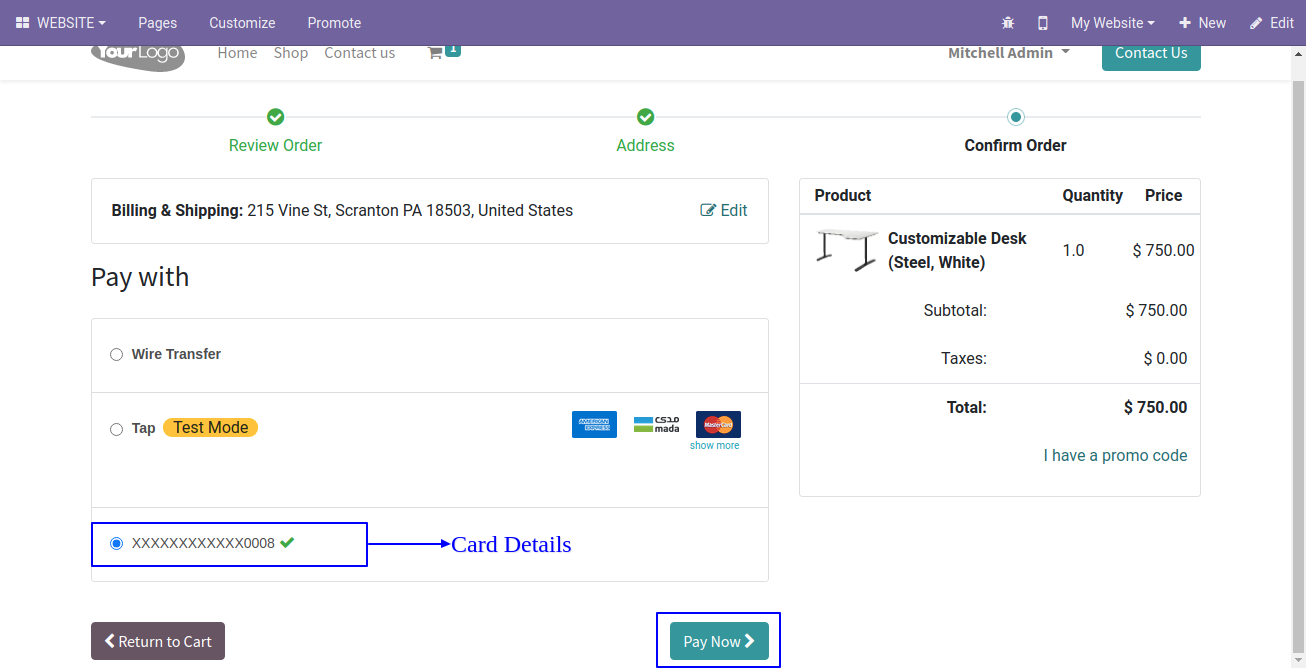 WEBSITE Pages Customize Promote My Website New Edit
YourLogo Home Shop Contact us 1 Mitchell Admin Contact Us
Review Order Address Confirm Order
Billing & Shipping: 215 Vine St, Scranton PA 18503, United States Edit
Pay with
Wire Transfer
Tap Test Mode
AMERICAN EXPRESS
مدى
mada
MasterCard
show more
XXXXXXXXXXXX0008
Card Details
Return to Cart Pay Now
Product Quantity Price
Customizable Desk
(Steel, White) 1.0 $ 750.00
Subtotal: $ 750.00
Taxes: $ 0.00
Total: $ 750.00
I have a promo code